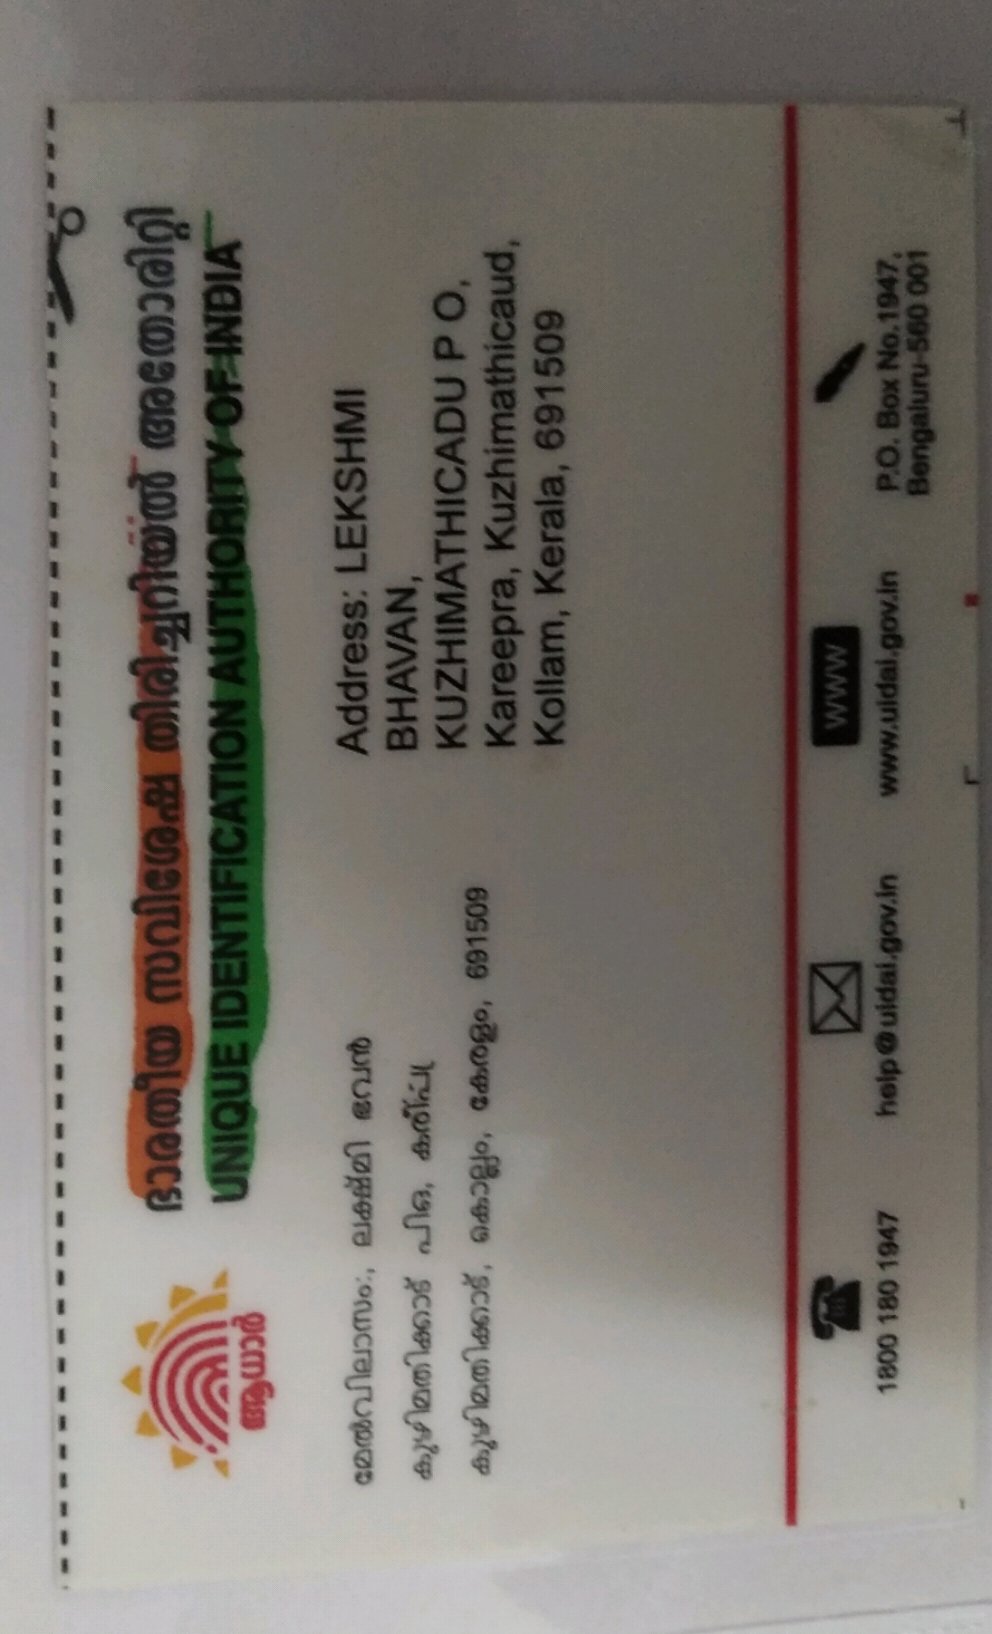 ഭാരതീയ സവിശേഷ തിരിച്ചറിയൽ അതോരിറ്റി
UNIQUE IDENTIFICATION AUTHORITY OF INDIA
ആധാർ
മേൽവിലാസം:, ലക്ഷ്മി ഭവൻ
കുഴിമതിക്കാട് പിഒ,
കുഴിമതിക്കാട്, കൊല്ലം, കേരളം, 691509
Address: LEKSHMI
BHAVAN,
KUZHIMATHICADU P O,
Kareepra, Kuzhimathicaud,
Kollam, Kerala, 691509
1800 180 1947
help@uidai.gov.in
WWW
www.uidai.gov.in
P.O. Box No.1947,
Bengaluru-560 001